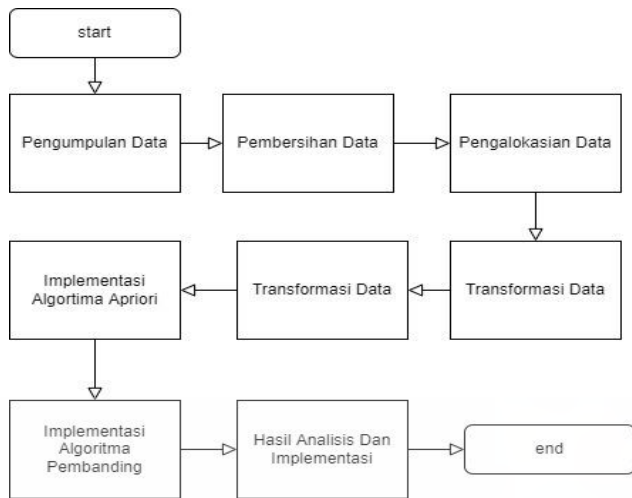 start
Pengumpulan Data
Pembersihan Data
Pengalokasian Data
Transformasi Data
Transformasi Data
Implementasi
Algortima Apriori
Implementasi
Algoritma
Pembanding
Hasil Analisis Dan
Implementasi
end